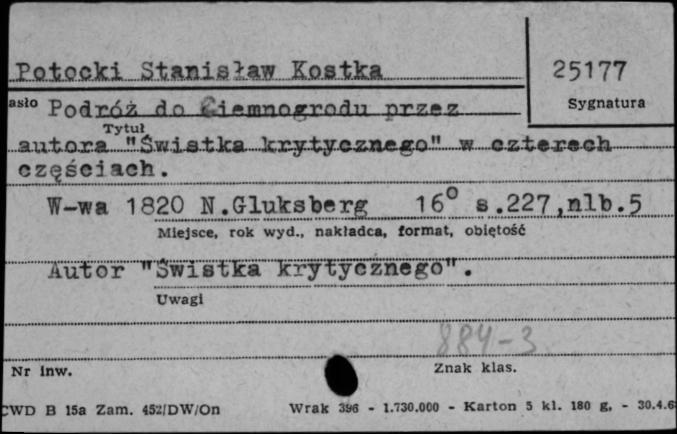 Potocki Stanisław Kostka
25177
asło Podróż do Ciemnogrodu przez
Sygnatura
Tytuł
autora "Świstka krytycznego" w czterech
częściach.
W-wa 1820 N.Gluksberg 16° s.227,nlb.5
Miejsce, rok wyd., nakładca, format, objętość
Autor "Świstka krytycznego".
Uwagi
884-3
Nr inw.
Znak klas.
CWD B 15a Zam. 452/DW/On Wrak 396 - 1.730.000 - Karton 5 kl. 180 g. - 30.4.6